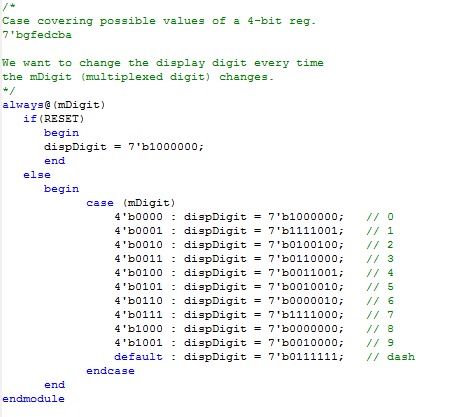 /*
Case covering possible values of a 4-bit reg.
7'bgfedcba

We want to change the display digit every time
the mDigit (multiplexed digit) changes.
*/
always@(mDigit)
   if(RESET)
      begin
      dispDigit = 7'b1000000;
      end
   else
      begin
            case (mDigit)
                4'b0000 : dispDigit = 7'b1000000;   // 0
                4'b0001 : dispDigit = 7'b1111001;   // 1
                4'b0010 : dispDigit = 7'b0100100;   // 2
                4'b0011 : dispDigit = 7'b0110000;   // 3
                4'b0100 : dispDigit = 7'b0011001;   // 4
                4'b0101 : dispDigit = 7'b0010010;   // 5
                4'b0110 : dispDigit = 7'b0000010;   // 6
                4'b0111 : dispDigit = 7'b1111000;   // 7
                4'b1000 : dispDigit = 7'b0000000;   // 8
                4'b1001 : dispDigit = 7'b0010000;   // 9
                default : dispDigit = 7'b0111111;   // dash
            endcase
      end
endmodule